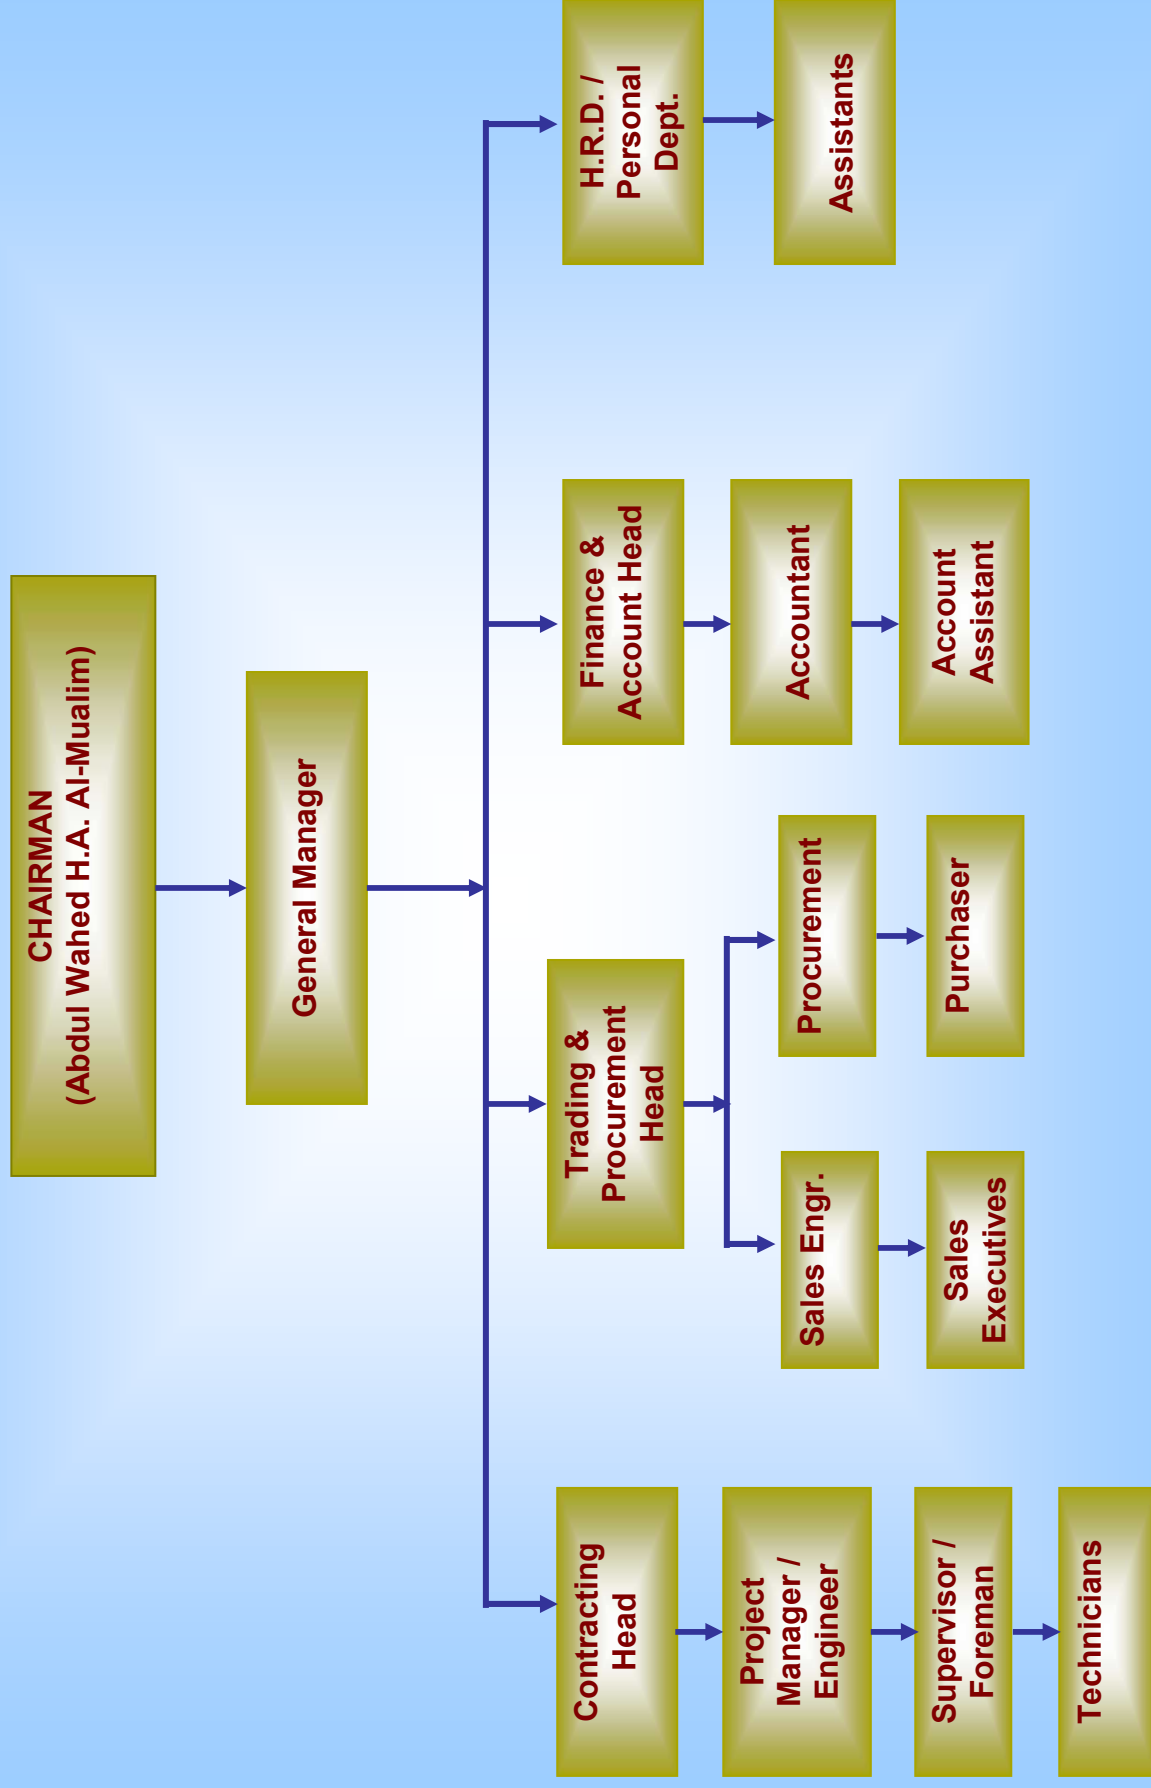 CHAIRMAN
(Abdul Wahed H.A. Al-Mualim)
General Manager
Contracting
Head
Trading &
Procurement
Head
Finance &
Account Head
H.R.D. /
Personal
Dept.
Project
Manager /
Engineer
Sales Engr.
Procurement
Accountant
Assistants
Supervisor /
Foreman
Sales
Executives
Purchaser
Account
Assistant
Technicians